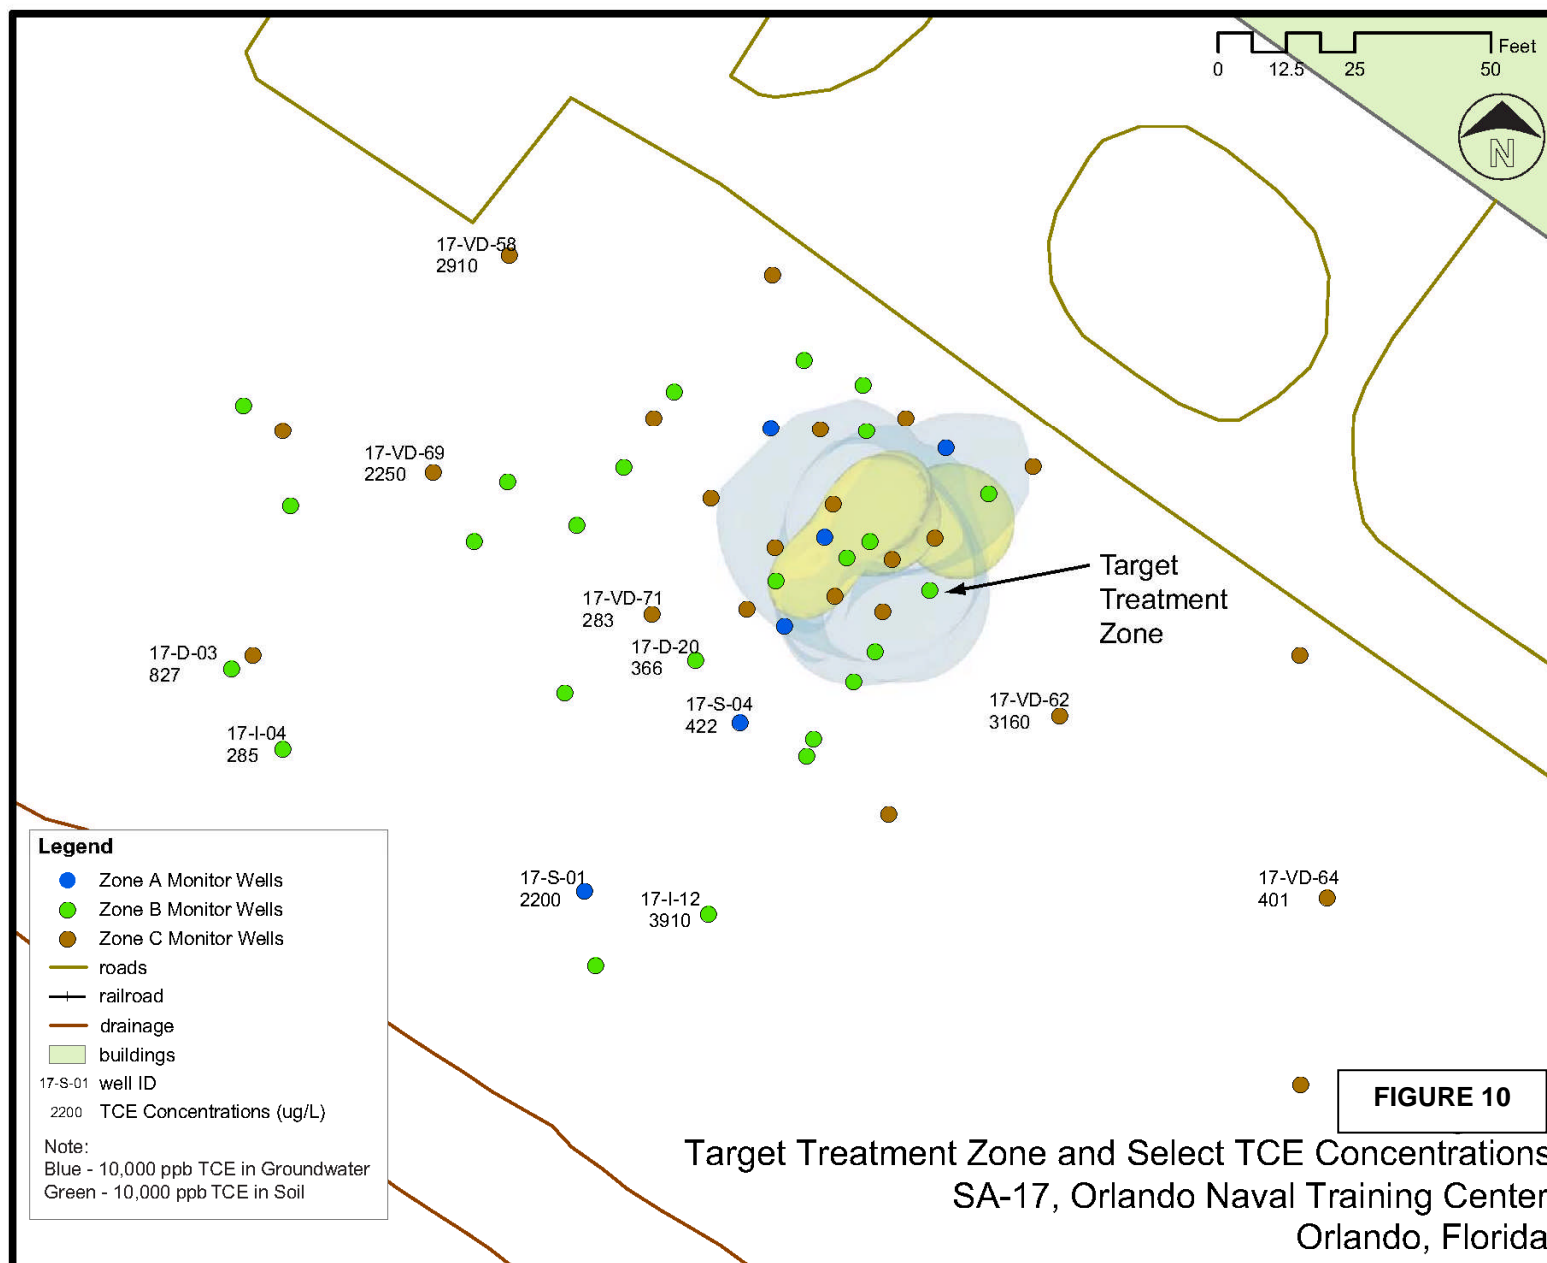 Feet
0 12.5 25 50
N
17-VD-58
2910
17-VD-69
2250
Target
Treatment
Zone
17-VD-71
283
17-D-20
366
17-D-03
827
17-S-04
422
17-VD-62
3160
17-I-04
285
17-S-01
2200
17-I-12
3910
17-VD-64
401
Legend
Zone A Monitor Wells
Zone B Monitor Wells
Zone C Monitor Wells
roads
railroad
drainage
buildings
17-S-01 well ID
2200 TCE Concentrations (ug/L)
Note:
Blue - 10,000 ppb TCE in Groundwater
Green - 10,000 ppb TCE in Soil
FIGURE 10
Target Treatment Zone and Select TCE Concentrations
SA-17, Orlando Naval Training Center
Orlando, Florida